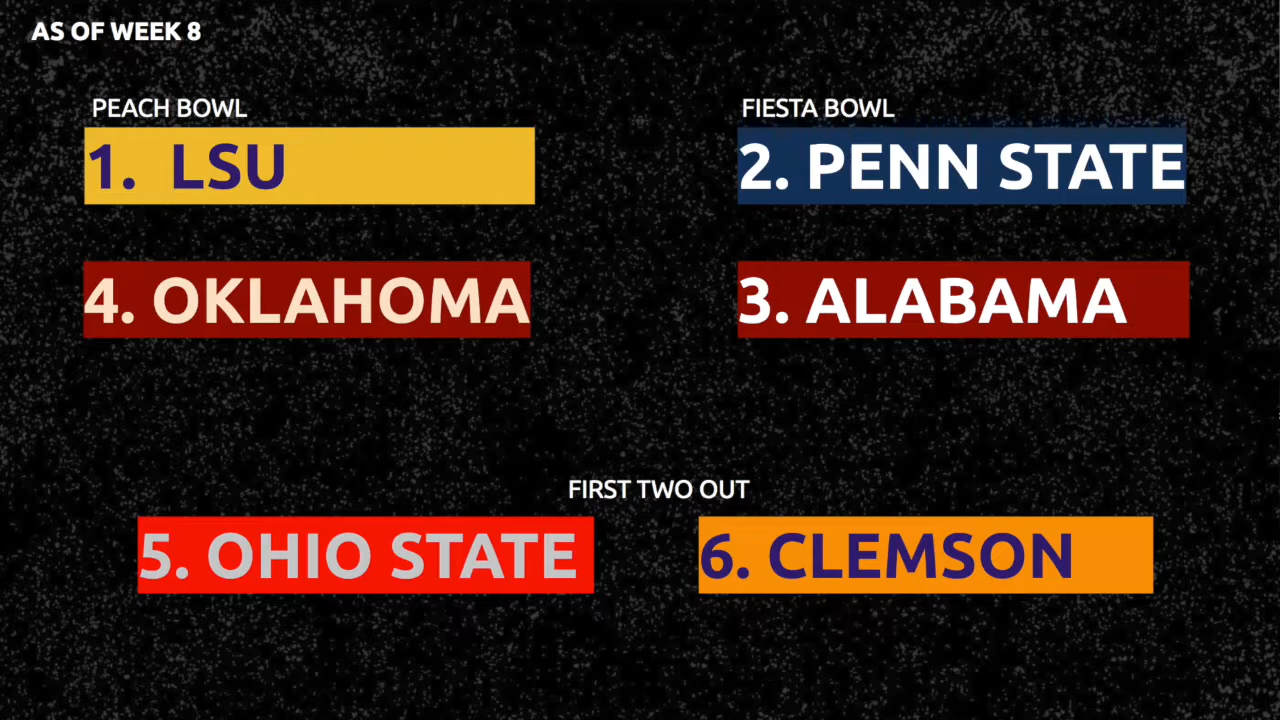 AS OF WEEK 8
PEACH BOWL
1. LSU
4. OKLAHOMA
FIESTA BOWL
2. PENN STATE
3. ALABAMA
FIRST TWO OUT
5. OHIO STATE
6. CLEMSON